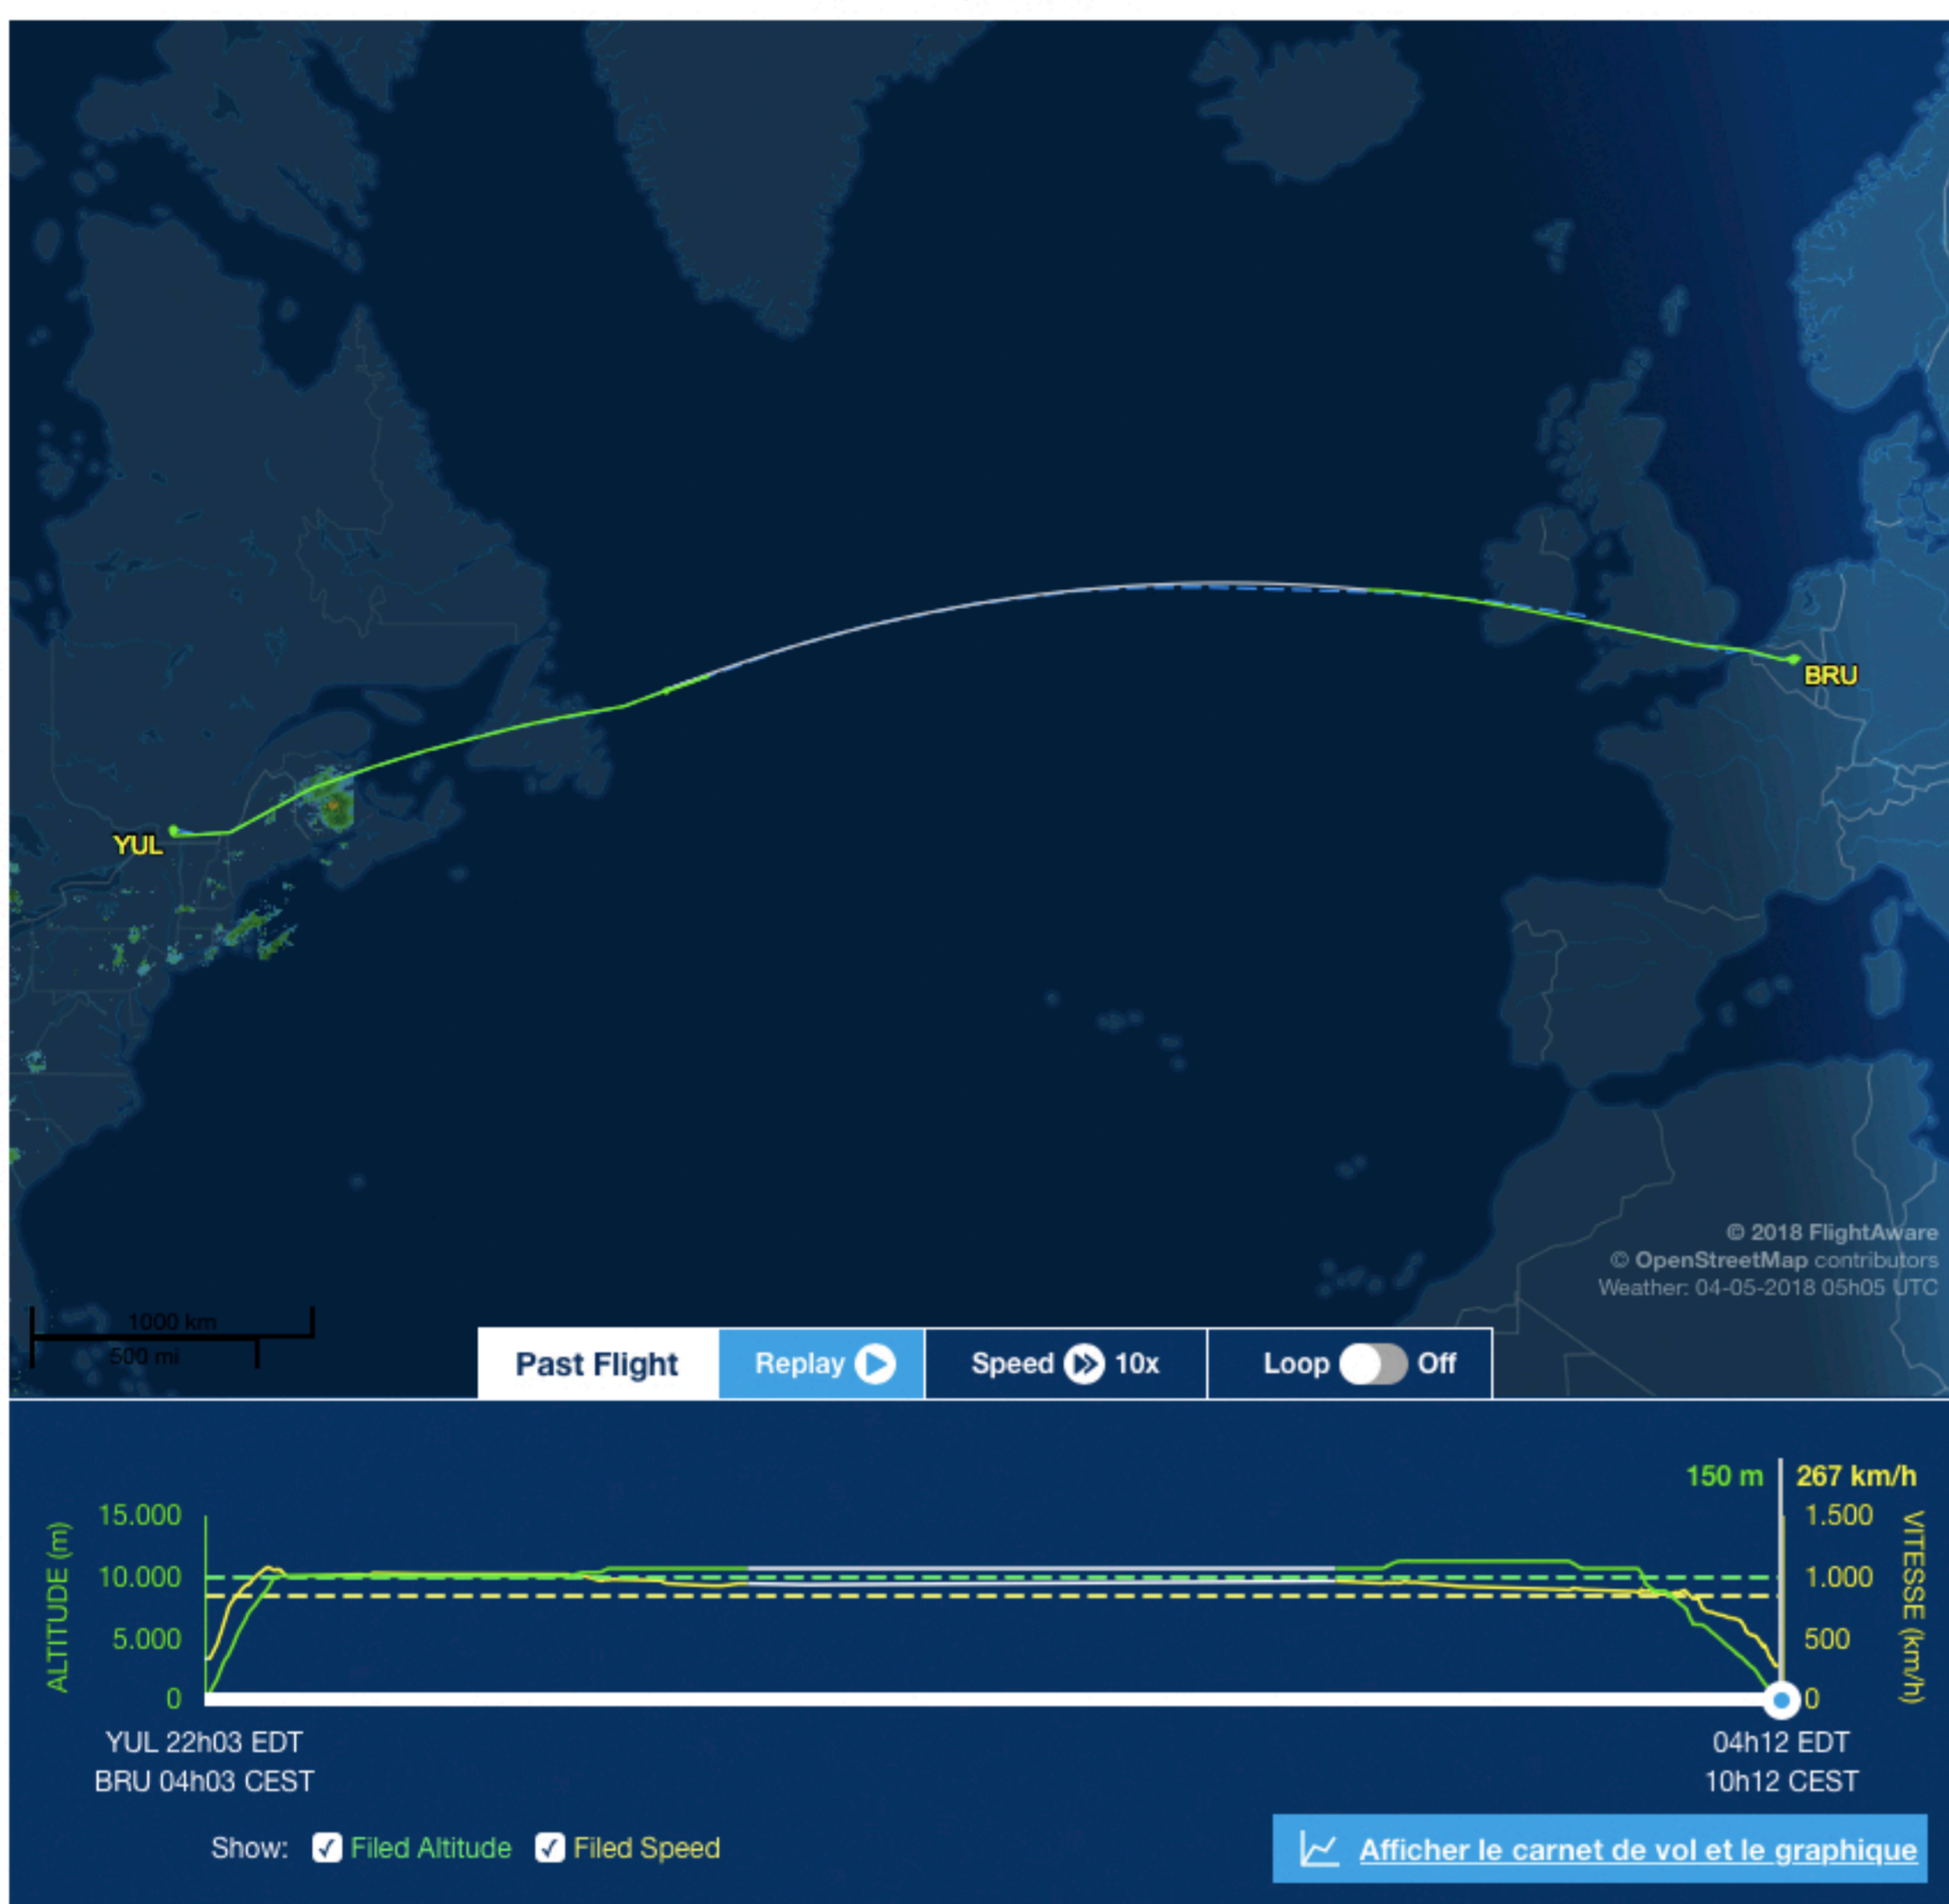 YUL
BRU
© 2018 FlightAware
© OpenStreetMap contributors
Weather: 04-05-2018 05h05 UTC
1000 km
500 mi
Past Flight Replay Speed 10x Loop Off
150 m 267 km/h
ALTITUDE (m)
15.000
10.000
5.000
0
1.500
1.000
500
0
VITESSE (km/h)
YUL 22h03 EDT
BRU 04h03 CEST
04h12 EDT
10h12 CEST
Show: Filed Altitude Filed Speed
Afficher le carnet de vol et le graphique